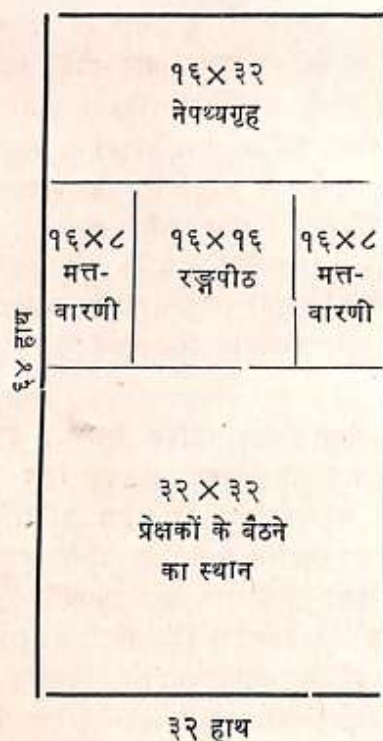 १६×३२
नेपथ्यगृह
१६×८
मत्त-
वारणी
१६×१६
रङ्गपीठ
१६×८
मत्त-
वारणी
६४ हाथ
३२×३२
प्रेक्षकों के बैठने
का स्थान
३२ हाथ